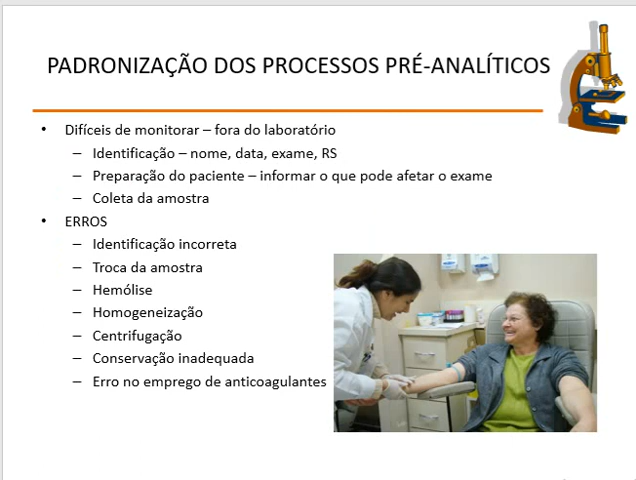 PADRONIZAÇÃO DOS PROCESSOS PRÉ-ANALÍTICOS
• Difíceis de monitorar – fora do laboratório
– Identificação – nome, data, exame, RS
– Preparação do paciente – informar o que pode afetar o exame
– Coleta da amostra
• ERROS
– Identificação incorreta
– Troca da amostra
– Hemólise
– Homogeneização
– Centrifugação
– Conservação inadequada
– Erro no emprego de anticoagulantes